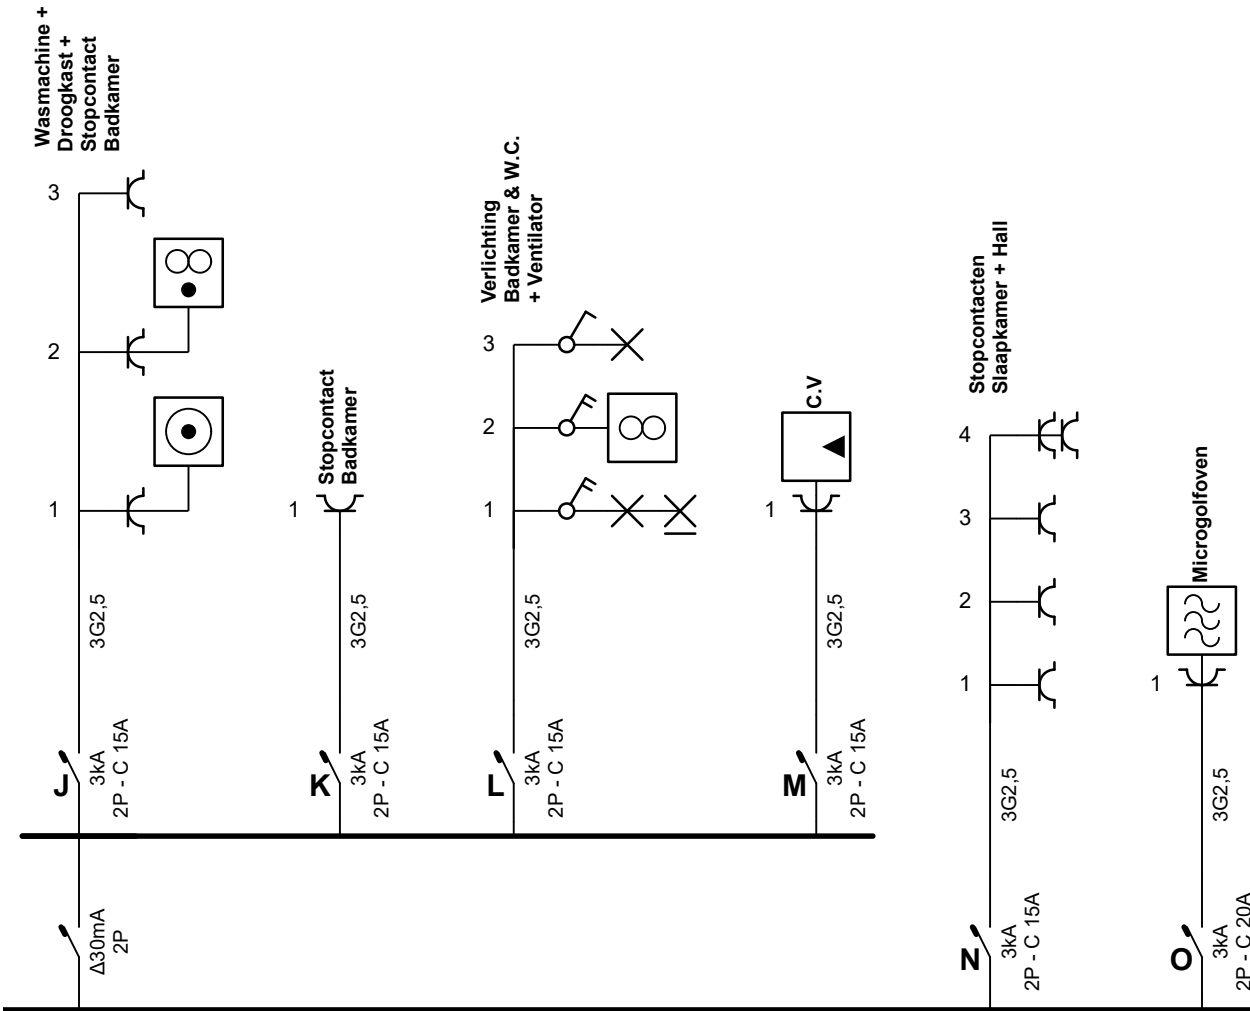 Wasmachine +
Droogkast +
Stopcontact
Badkamer
3
2
1
3G2,5
J
3kA
2P - C 15A
Δ30mA
2P
Stopcontact
Badkamer
1
3G2,5
K
3kA
2P - C 15A
Verlichting
Badkamer & W.C.
+ Ventilator
3
2
1
3G2,5
L
3kA
2P - C 15A
C.V
1
3G2,5
M
3kA
2P - C 15A
Stopcontacten
Slaapkamer + Hall
4
3
2
1
3G2,5
N
3kA
2P - C 15A
Microgolfoven
1
3G2,5
O
3kA
2P - C 20A